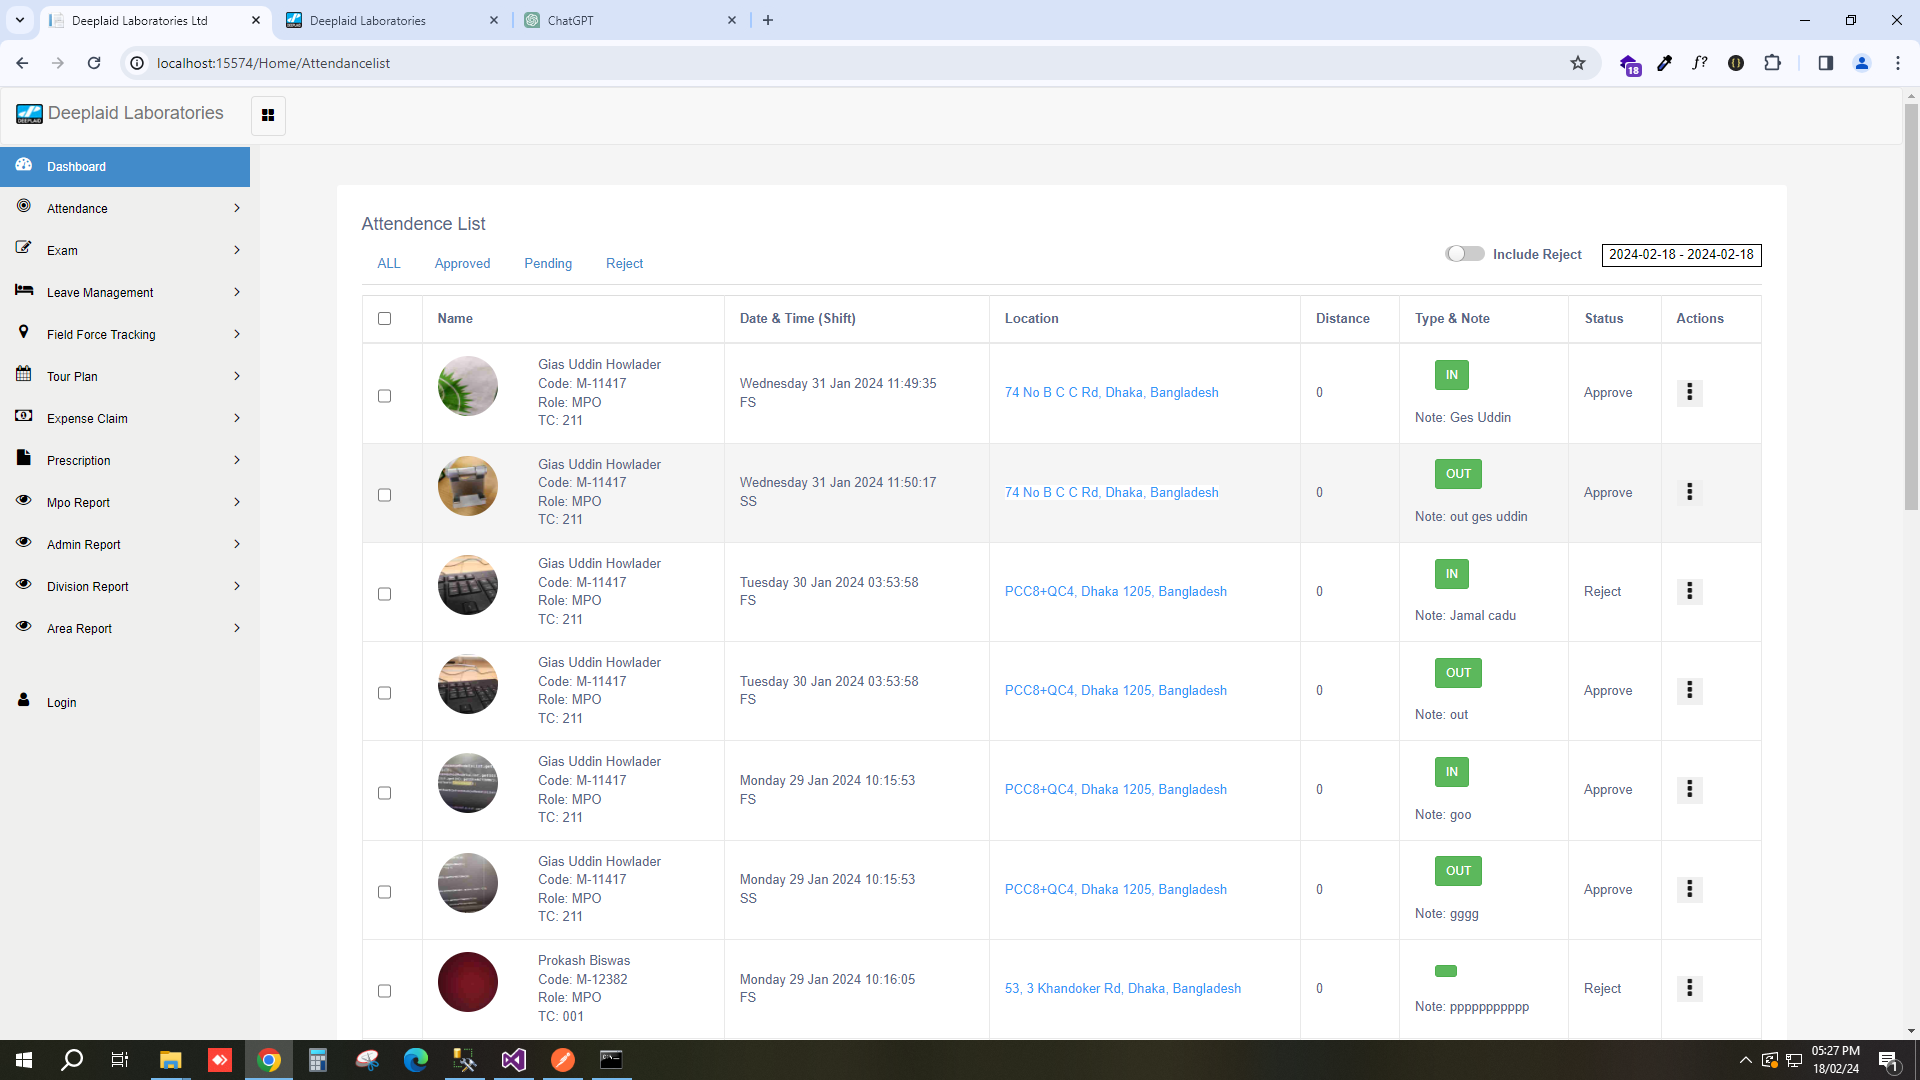 Deeplaid Laboratories Ltd
Deeplaid Laboratories
ChatGPT
localhost:15574/Home/Attendancelist
18
f?
DEEPLAID
Deeplaid Laboratories
Dashboard
Attendance
Exam
Leave Management
Field Force Tracking
Tour Plan
Expense Claim
Prescription
Mpo Report
Admin Report
Division Report
Area Report
Login
Attendence List
ALL Approved Pending Reject
Include Reject
2024-02-18 - 2024-02-18
Name Date & Time (Shift) Location Distance Type & Note Status Actions
Gias Uddin Howlader
Code: M-11417
Role: MPO
TC: 211
Wednesday 31 Jan 2024 11:49:35
FS
74 No B C C Rd, Dhaka, Bangladesh
0
IN
Note: Ges Uddin
Approve
Gias Uddin Howlader
Code: M-11417
Role: MPO
TC: 211
Wednesday 31 Jan 2024 11:50:17
SS
74 No B C C Rd, Dhaka, Bangladesh
0
OUT
Note: out ges uddin
Approve
Gias Uddin Howlader
Code: M-11417
Role: MPO
TC: 211
Tuesday 30 Jan 2024 03:53:58
FS
PCC8+QC4, Dhaka 1205, Bangladesh
0
IN
Note: Jamal cadu
Reject
Gias Uddin Howlader
Code: M-11417
Role: MPO
TC: 211
Tuesday 30 Jan 2024 03:53:58
FS
PCC8+QC4, Dhaka 1205, Bangladesh
0
OUT
Note: out
Approve
Gias Uddin Howlader
Code: M-11417
Role: MPO
TC: 211
Monday 29 Jan 2024 10:15:53
FS
PCC8+QC4, Dhaka 1205, Bangladesh
0
IN
Note: goo
Approve
Gias Uddin Howlader
Code: M-11417
Role: MPO
TC: 211
Monday 29 Jan 2024 10:15:53
SS
PCC8+QC4, Dhaka 1205, Bangladesh
0
OUT
Note: gggg
Approve
Prokash Biswas
Code: M-12382
Role: MPO
TC: 001
Monday 29 Jan 2024 10:16:05
FS
53, 3 Khandoker Rd, Dhaka, Bangladesh
0
Note: ppppppppppp
Reject
05:27 PM
18/02/24
1